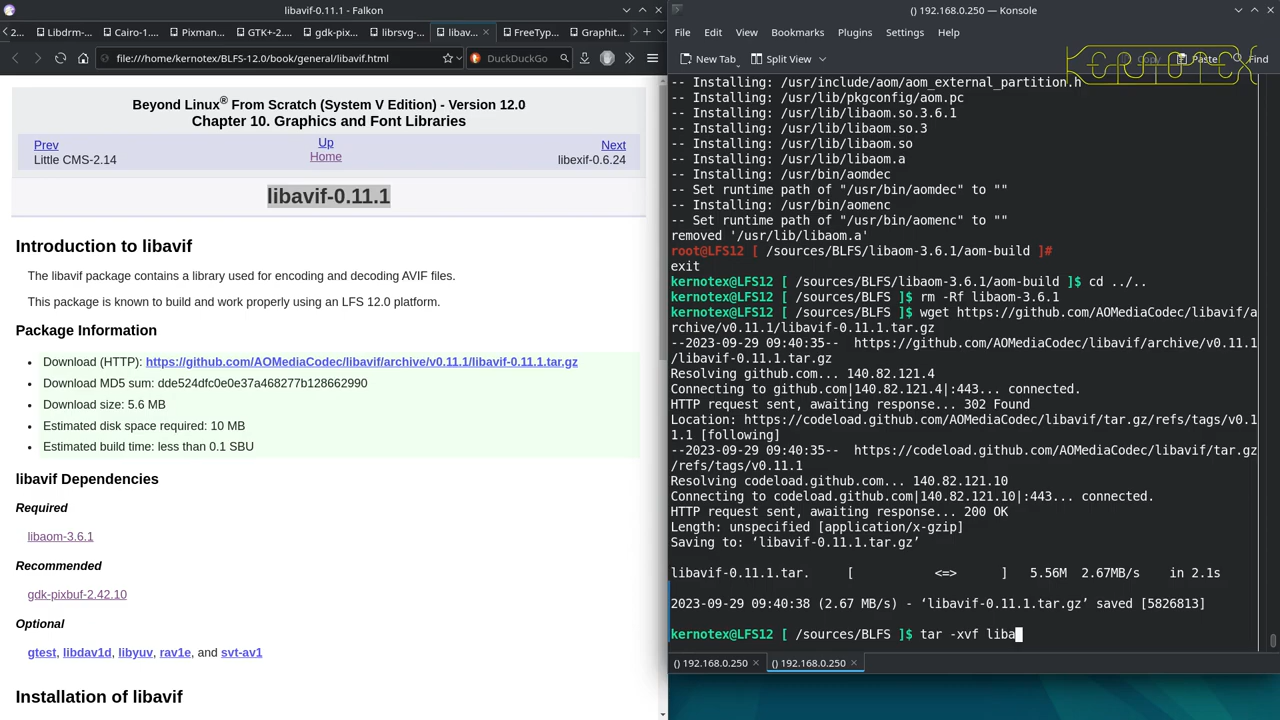 libavif-0.11.1 - Falkon
2...
Libdrm-...
Cairo-1....
Pixman...
GTK+-2....
gdk-pix...
librsvg-...
libav...
FreeTyp...
Graphit...
file:///home/kernotex/BLFS-12.0/book/general/libavif.html
DuckDuckGo
Beyond Linux® From Scratch (System V Edition) - Version 12.0
Chapter 10. Graphics and Font Libraries
Prev
Up
Next
Little CMS-2.14
Home
libexif-0.6.24
libavif-0.11.1
Introduction to libavif
The libavif package contains a library used for encoding and decoding AVIF files.
This package is known to build and work properly using an LFS 12.0 platform.
Package Information
• Download (HTTP): https://github.com/AOMediaCodec/libavif/archive/v0.11.1/libavif-0.11.1.tar.gz
• Download MD5 sum: dde524dfc0e0e37a468277b128662990
• Download size: 5.6 MB
• Estimated disk space required: 10 MB
• Estimated build time: less than 0.1 SBU
libavif Dependencies
Required
libaom-3.6.1
Recommended
gdk-pixbuf-2.42.10
Optional
gtest, libdav1d, libyuv, rav1e, and svt-av1
Installation of libavif
() 192.168.0.250 — Konsole
File Edit View Bookmarks Plugins Settings Help
New Tab
Split View
Copy
Paste
Find
kernotex
-- Installing: /usr/include/aom/aom_external_partition.h
-- Installing: /usr/lib/pkgconfig/aom.pc
-- Installing: /usr/lib/libaom.so.3.6.1
-- Installing: /usr/lib/libaom.so.3
-- Installing: /usr/lib/libaom.so
-- Installing: /usr/lib/libaom.a
-- Installing: /usr/bin/aomdec
-- Set runtime path of "/usr/bin/aomdec" to ""
-- Installing: /usr/bin/aomenc
-- Set runtime path of "/usr/bin/aomenc" to ""
removed '/usr/lib/libaom.a'
root@LFS12 [ /sources/BLFS/libaom-3.6.1/aom-build ]#
exit
kernotex@LFS12 [ /sources/BLFS/libaom-3.6.1/aom-build ]$ cd ../..
kernotex@LFS12 [ /sources/BLFS ]$ rm -Rf libaom-3.6.1
kernotex@LFS12 [ /sources/BLFS ]$ wget https://github.com/AOMediaCodec/libavif/a
rchive/v0.11.1/libavif-0.11.1.tar.gz
--2023-09-29 09:40:35--  https://github.com/AOMediaCodec/libavif/archive/v0.11.1
/libavif-0.11.1.tar.gz
Resolving github.com... 140.82.121.4
Connecting to github.com|140.82.121.4|:443... connected.
HTTP request sent, awaiting response... 302 Found
Location: https://codeload.github.com/AOMediaCodec/libavif/tar.gz/refs/tags/v0.1
1.1 [following]
--2023-09-29 09:40:35--  https://codeload.github.com/AOMediaCodec/libavif/tar.gz
/refs/tags/v0.11.1
Resolving codeload.github.com... 140.82.121.10
Connecting to codeload.github.com|140.82.121.10|:443... connected.
HTTP request sent, awaiting response... 200 OK
Length: unspecified [application/x-gzip]
Saving to: ‘libavif-0.11.1.tar.gz’
libavif-0.11.1.tar.     [          <=>      ]   5.56M  2.67MB/s    in 2.1s
2023-09-29 09:40:38 (2.67 MB/s) - ‘libavif-0.11.1.tar.gz’ saved [5826813]
kernotex@LFS12 [ /sources/BLFS ]$ tar -xvf liba
() 192.168.0.250
() 192.168.0.250